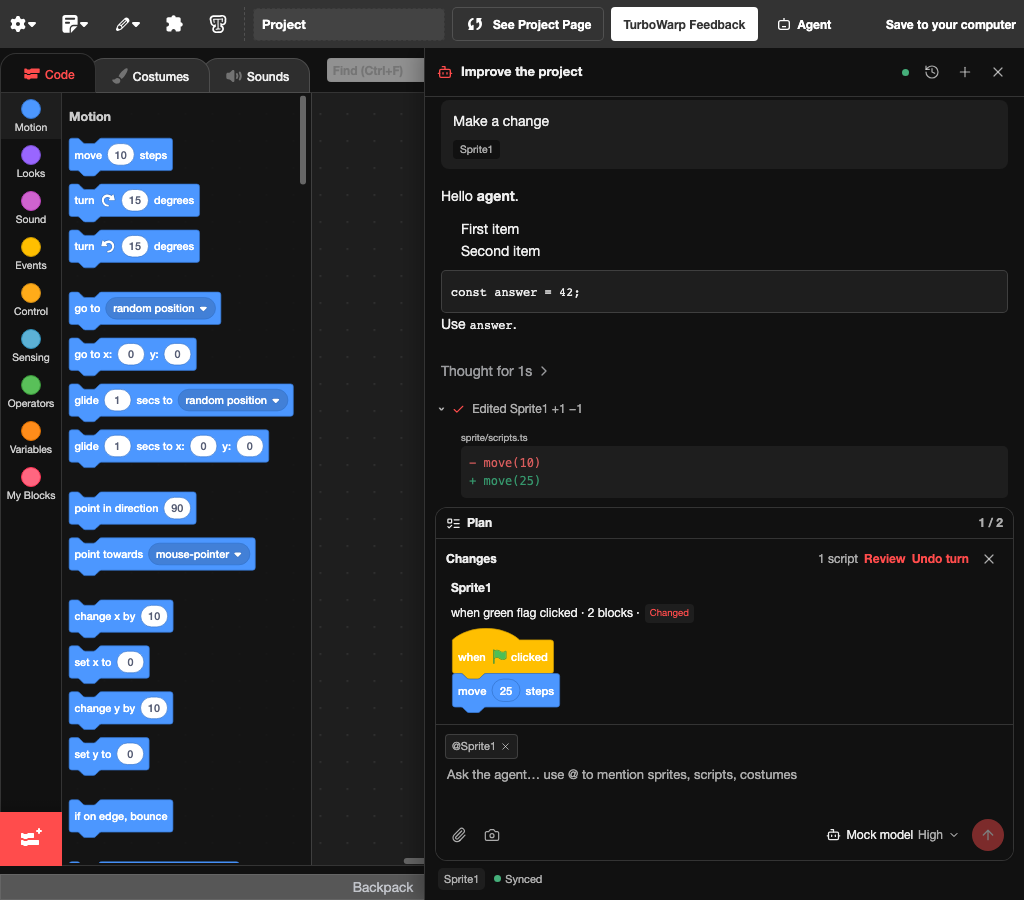 Project
See Project Page
TurboWarp Feedback
Agent
Save to your computer
Code
Costumes
Sounds
Find (Ctrl+F)
Motion
Looks
Sound
Events
Control
Sensing
Operators
Variables
My Blocks
Motion
move 10 steps
turn 15 degrees
turn 15 degrees
go to random position
go to x: 0 y: 0
glide 1 secs to random position
glide 1 secs to x: 0 y: 0
point in direction 90
point towards mouse-pointer
change x by 10
set x to 0
change y by 10
set y to 0
if on edge, bounce
Backpack
Improve the project
Make a change
Sprite1
Hello agent.
First item
Second item
const answer = 42;
Use answer.
Thought for 1s
Edited Sprite1 +1 −1
sprite/scripts.ts
− move(10)
+ move(25)
Plan
1 / 2
Changes
1 script Review Undo turn
Sprite1
when green flag clicked · 2 blocks · Changed
when clicked
move 25 steps
@Sprite1
Ask the agent… use @ to mention sprites, scripts, costumes
Mock model High
Sprite1
Synced